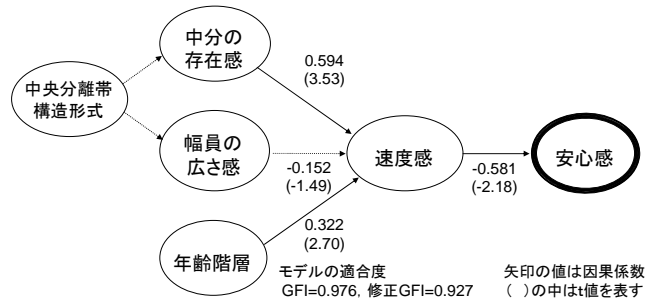 中分の
存在感
0.594
(3.53)
中央分離帯
構造形式
幅員の
広さ感
-0.152
(-1.49)
速度感
-0.581
(-2.18)
安心感
0.322
(2.70)
年齢階層
モデルの適合度
GFI=0.976, 修正GFI=0.927
矢印の値は因果係数
( )の中はt値を表す